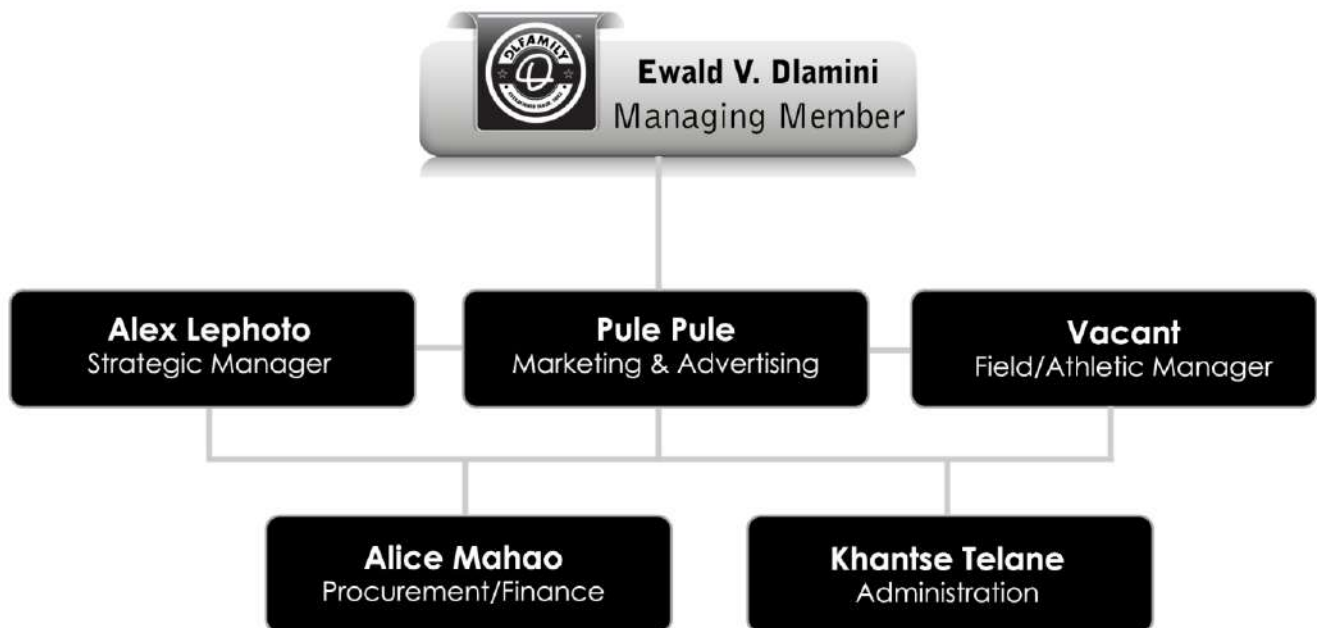 DLFAMILY
Ewald V. Dlamini
Managing Member
Alex Lephoto
Strategic Manager
Pule Pule
Marketing & Advertising
Vacant
Field/Athletic Manager
Alice Mahao
Procurement/Finance
Khantse Telane
Administration